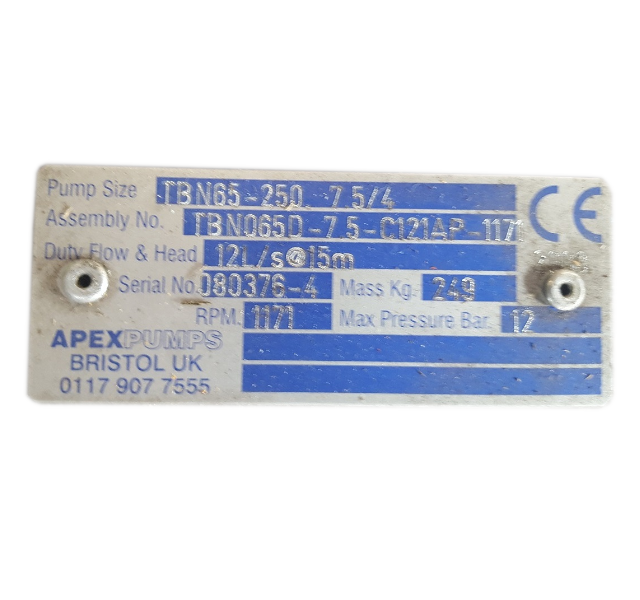 Pump Size TBN65-250 -7.5/4
CE
Assembly No. TBN065D-7.5-C121AP-1171
Duty Flow & Head 12L/s@15m
Serial No. 080376-4 Mass Kg. 249
RPM. 1171 Max Pressure Bar. 12
APEXPUMPS
BRISTOL UK
0117 907 7555